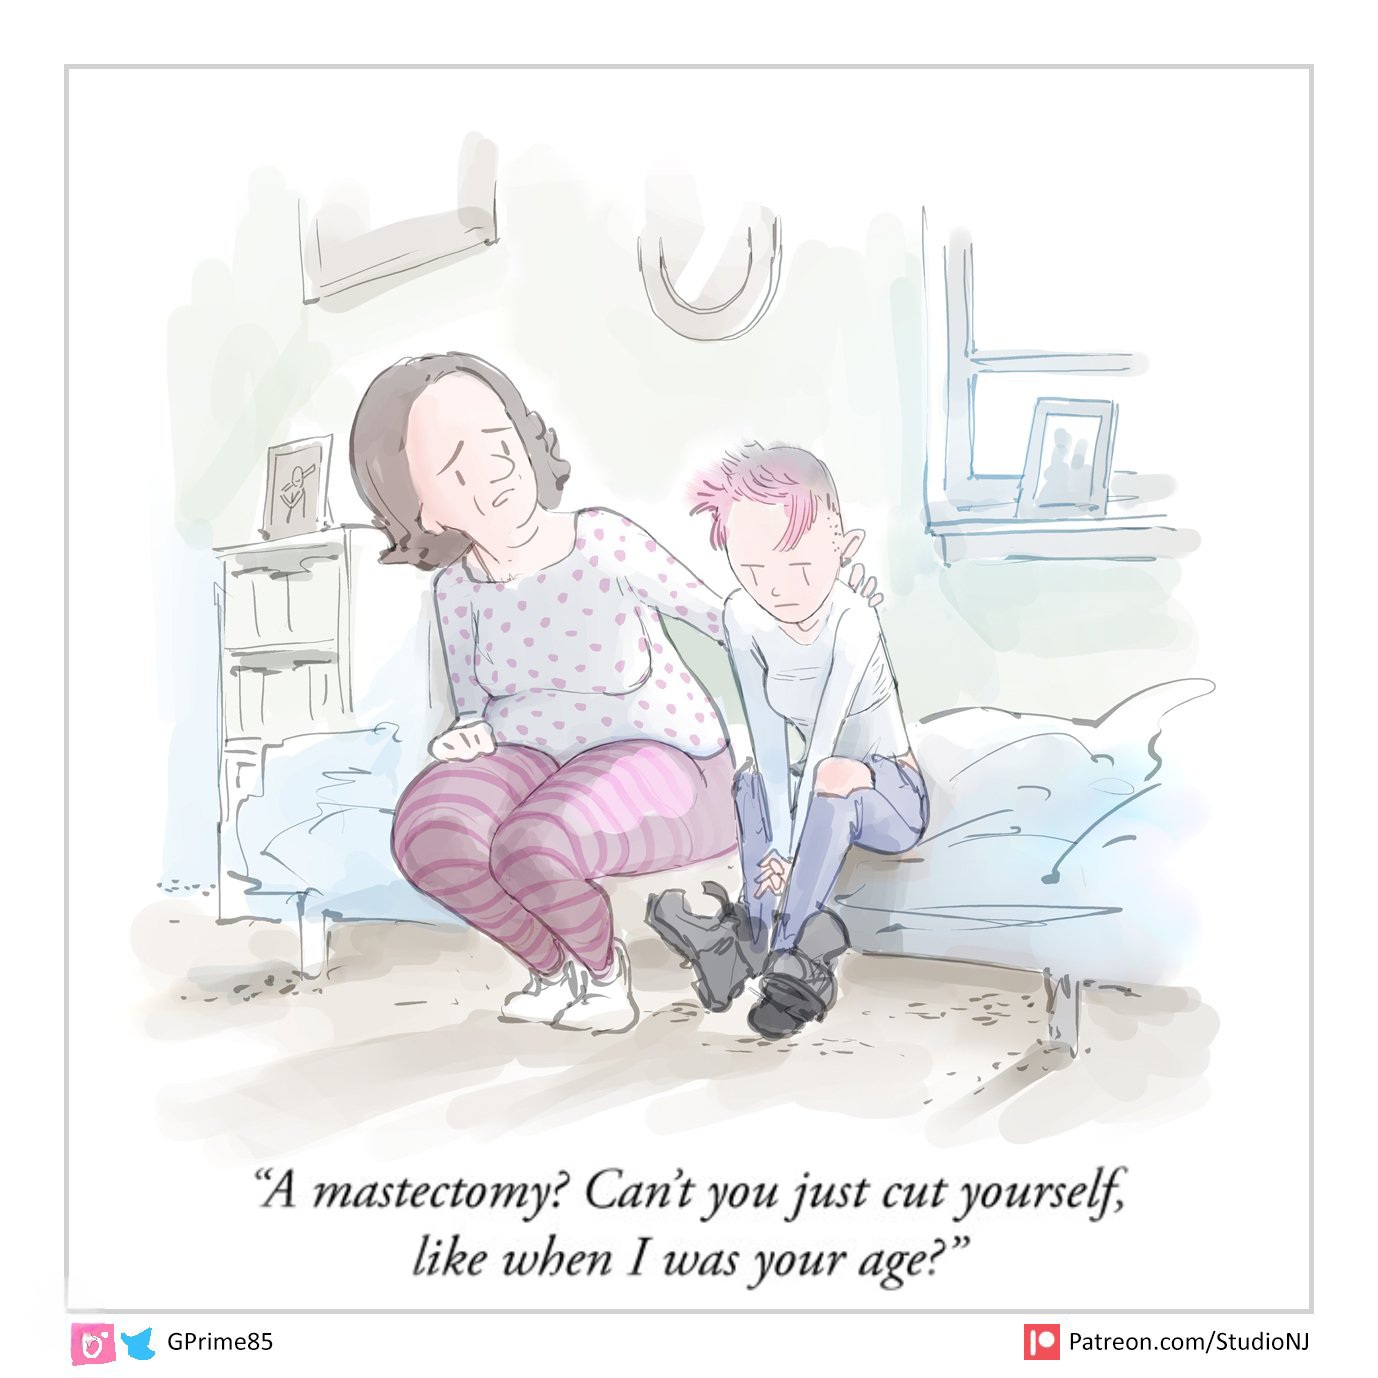 “A mastectomy? Can’t you just cut yourself,
like when I was your age?”
GPrime85
Patreon.com/StudioNJ